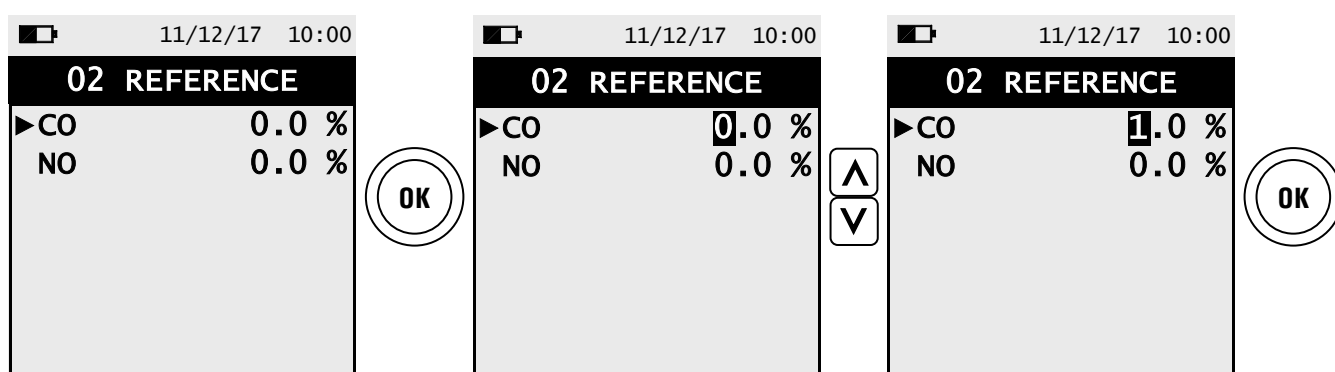 11/12/17 10:00
02 REFERENCE
►CO 0.0 %
NO 0.0 %
OK
11/12/17 10:00
02 REFERENCE
►CO 0.0 %
NO 0.0 %
11/12/17 10:00
02 REFERENCE
►CO 1.0 %
NO 0.0 %
OK